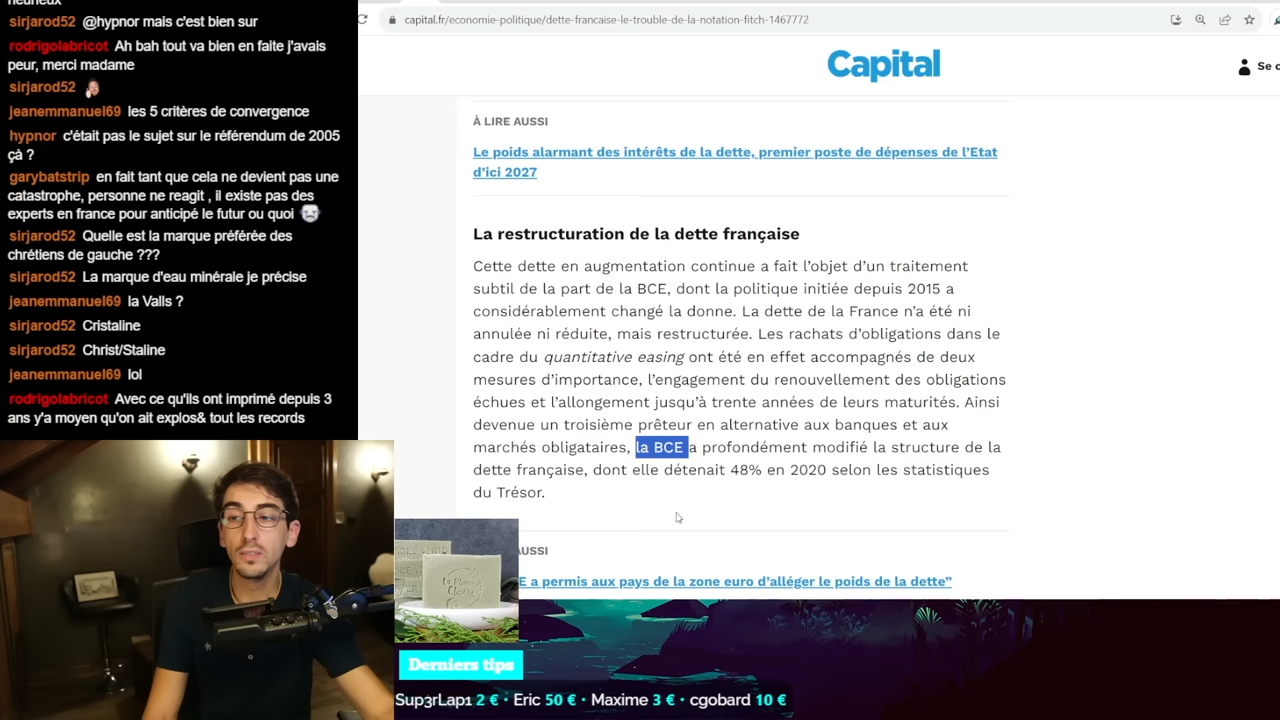 heureux
sirjarod52 @hypnor mais c'est bien sur
rodrigolabricot Ah bah tout va bien en faite j'avais
peur, merci madame
sirjarod52
jeanemmanuel69 les 5 critères de convergence
hypnor c'était pas le sujet sur le référendum de 2005
çà ?
garybatstrip en fait tant que cela ne devient pas une
catastrophe, personne ne reagit , il existe pas des
experts en france pour anticipé le futur ou quoi
sirjarod52 Quelle est la marque préférée des
chrétiens de gauche ???
sirjarod52 La marque d'eau minérale je précise
jeanemmanuel69 la Valls ?
sirjarod52 Cristaline
sirjarod52 Christ/Staline
jeanemmanuel69 lol
rodrigolabricot Avec ce qu'ils ont imprimé depuis 3
ans y'a moyen qu'on ait explos& tout les records
capital.fr/economie-politique/dette-francaise-le-trouble-de-la-notation-fitch-1467772
Capital
Se c
À LIRE AUSSI
Le poids alarmant des intérêts de la dette, premier poste de dépenses de l'Etat
d'ici 2027
La restructuration de la dette française
Cette dette en augmentation continue a fait l'objet d'un traitement
subtil de la part de la BCE, dont la politique initiée depuis 2015 a
considérablement changé la donne. La dette de la France n'a été ni
annulée ni réduite, mais restructurée. Les rachats d'obligations dans le
cadre du quantitative easing ont été en effet accompagnés de deux
mesures d'importance, l'engagement du renouvellement des obligations
échues et l'allongement jusqu'à trente années de leurs maturités. Ainsi
devenue un troisième prêteur en alternative aux banques et aux
marchés obligataires, la BCE a profondément modifié la structure de la
dette française, dont elle détenait 48% en 2020 selon les statistiques
du Trésor.
AUSSI
E a permis aux pays de la zone euro d'alléger le poids de la dette"
Derniers tips
Sup3rLap1 2 € • Eric 50 € • Maxime 3 € • cgobard 10 €